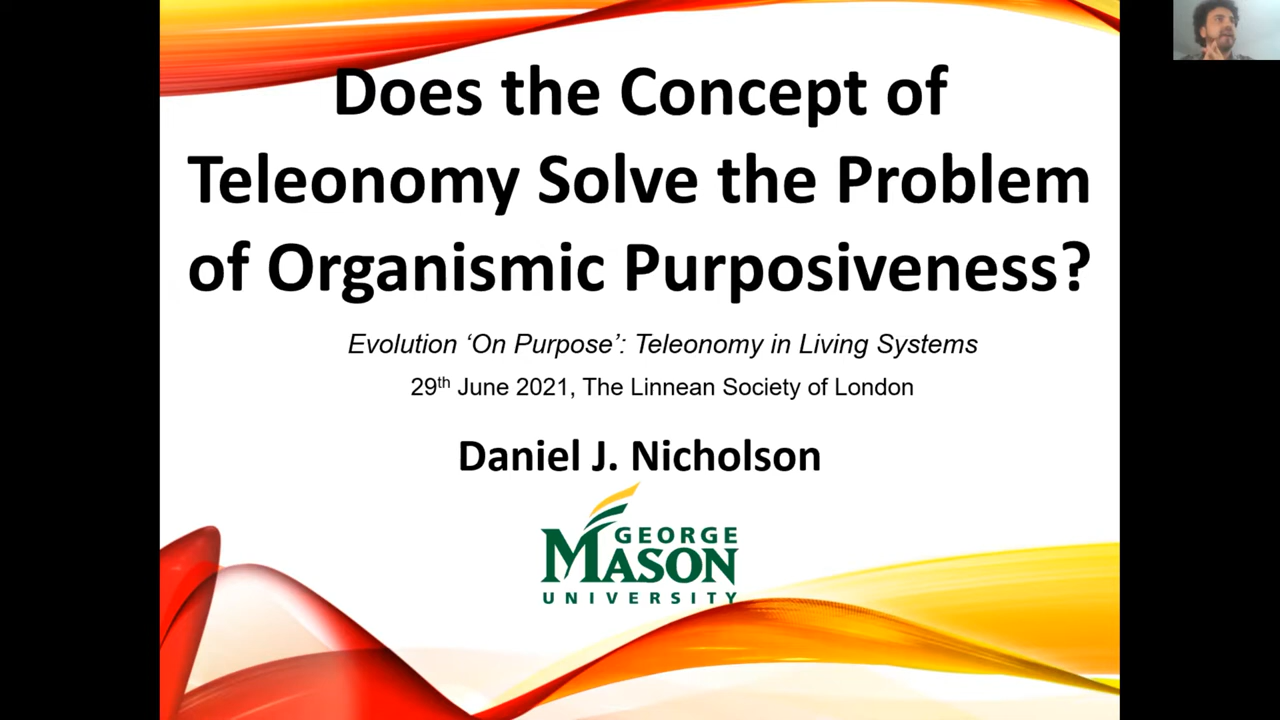 Does the Concept of
Teleonomy Solve the Problem
of Organismic Purposiveness?
Evolution ‘On Purpose’: Teleonomy in Living Systems
29th June 2021, The Linnean Society of London
Daniel J. Nicholson
GEORGE
MASON
UNIVERSITY